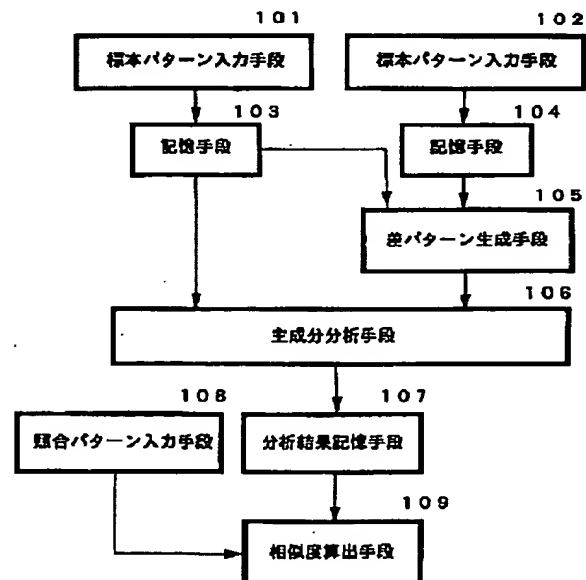 101
102
標本パターン入力手段
標本パターン入力手段
103
104
記憶手段
記憶手段
105
差パターン生成手段
106
主成分分析手段
108
107
照合パターン入力手段
分析結果記憶手段
109
相似度算出手段